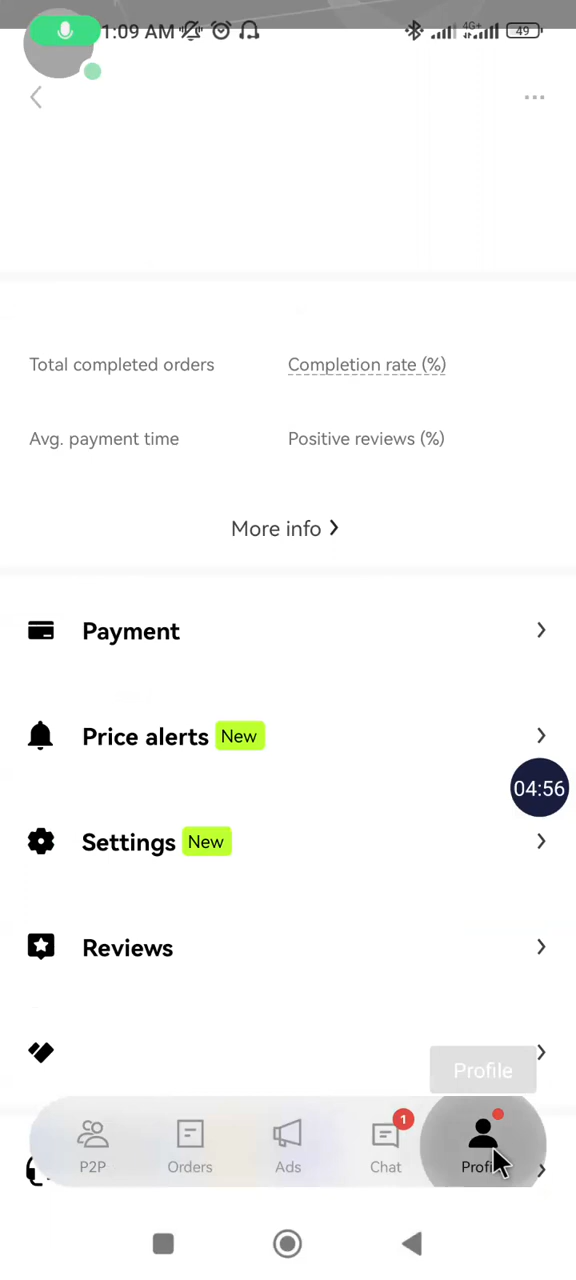 1:09 AM
4G+
49
Total completed orders
Completion rate (%)
Avg. payment time
Positive reviews (%)
More info
Payment
Price alerts New
04:56
Settings New
Reviews
Profile
1
P2P
Orders
Ads
Chat